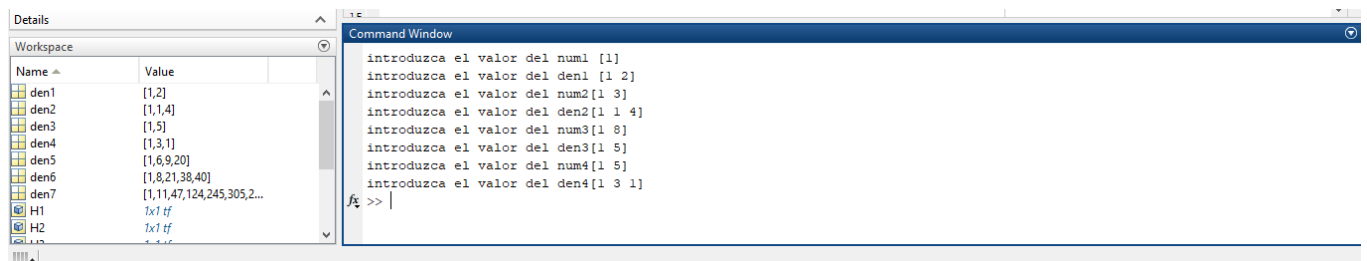 Details
Workspace
Name Value
den1 [1,2]
den2 [1,1,4]
den3 [1,5]
den4 [1,3,1]
den5 [1,6,9,20]
den6 [1,8,21,38,40]
den7 [1,11,47,124,245,305,2...
H1 1x1 tf
H2 1x1 tf
Command Window
introduzca el valor del num1 [1]
introduzca el valor del den1 [1 2]
introduzca el valor del num2[1 3]
introduzca el valor del den2[1 1 4]
introduzca el valor del num3[1 8]
introduzca el valor del den3[1 5]
introduzca el valor del num4[1 5]
introduzca el valor del den4[1 3 1]
fx >>